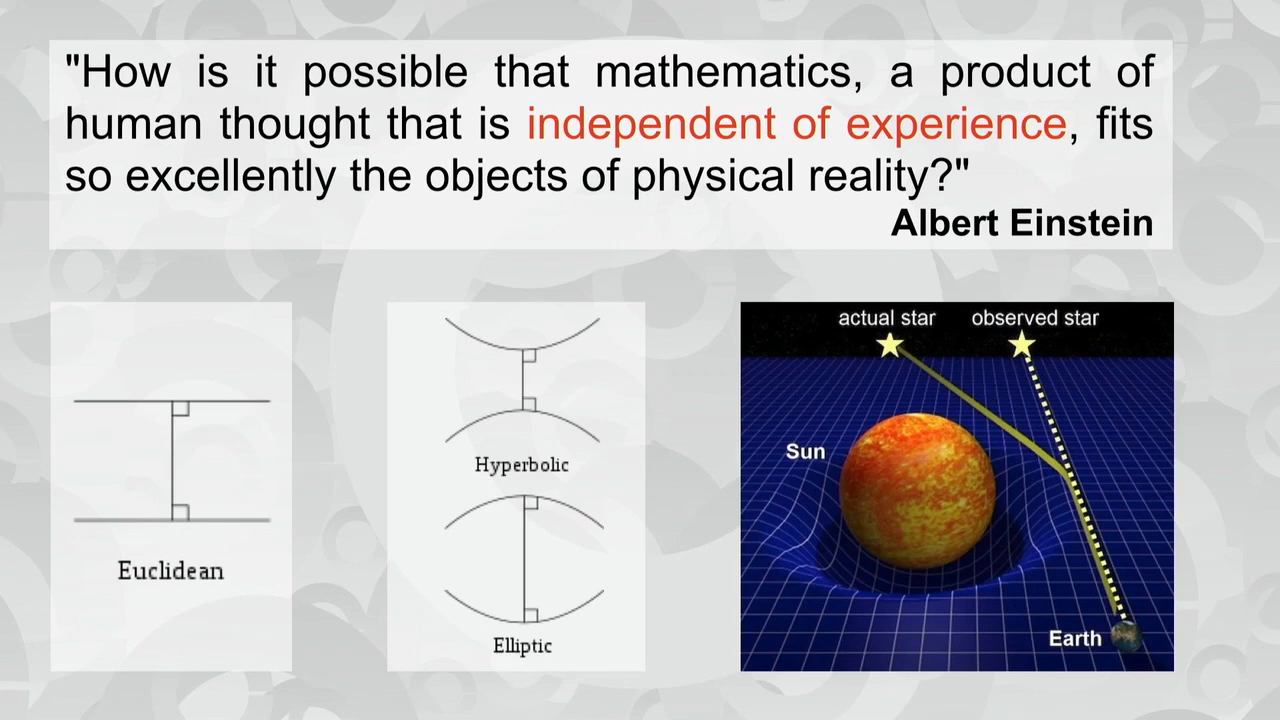 "How is it possible that mathematics, a product of
human thought that is independent of experience, fits
so excellently the objects of physical reality?"
Albert Einstein
Euclidean
Hyperbolic
Elliptic
actual star
observed star
Sun
Earth